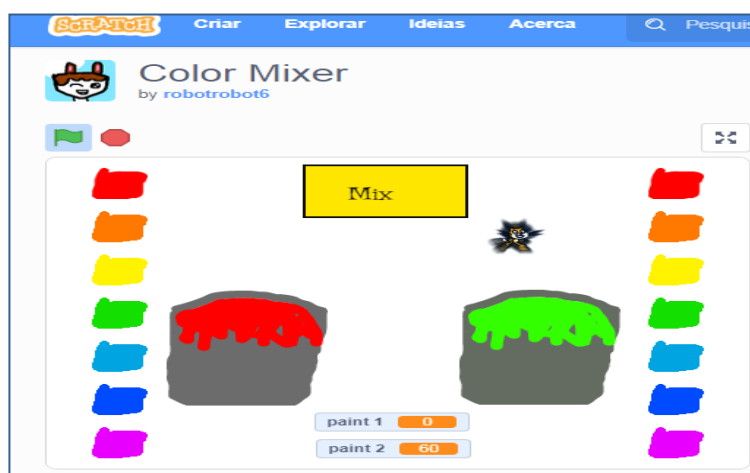 SCRATCH Criar Explorar Ideias Acerca Pesquis
Color Mixer
by robotrobot6
Mix
paint 1 0
paint 2 60